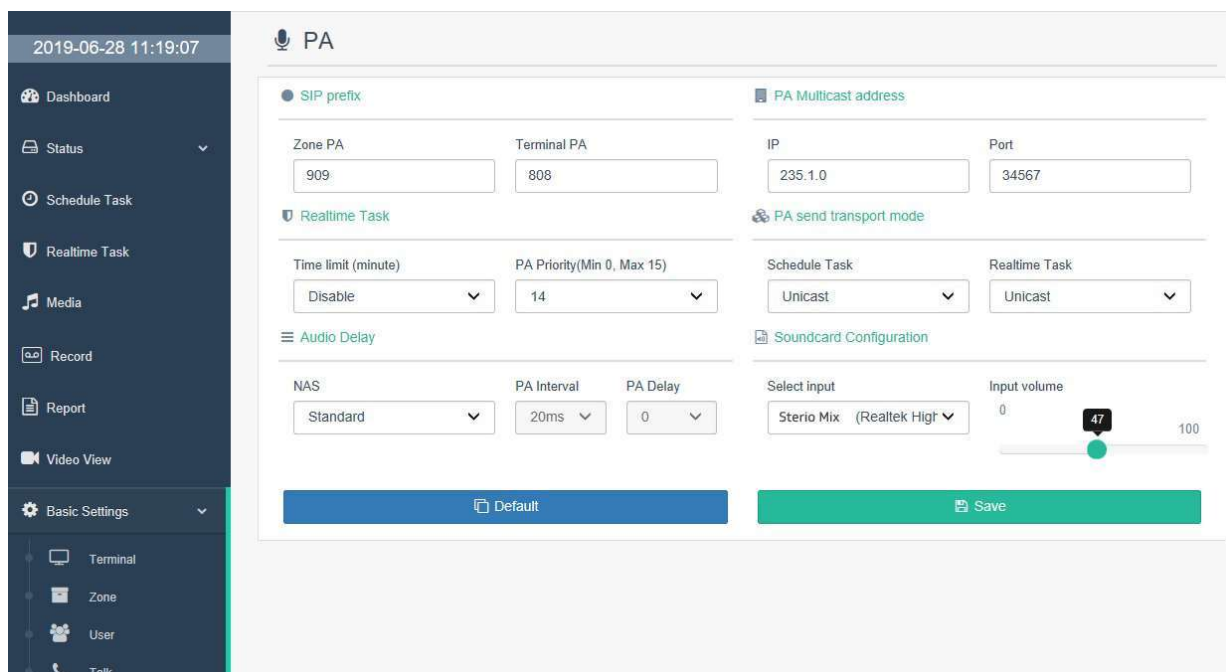 2019-06-28 11:19:07
Dashboard
Status
Schedule Task
Realtime Task
Media
Record
Report
Video View
Basic Settings
Terminal
Zone
User
Talk
PA
SIP prefix
Zone PA
Terminal PA
909
808
Realtime Task
Time limit (minute)
PA Priority(Min 0, Max 15)
Disable
14
Audio Delay
NAS
PA Interval
PA Delay
Standard
20ms
0
PA Multicast address
IP
Port
235.1.0
34567
PA send transport mode
Schedule Task
Realtime Task
Unicast
Unicast
Soundcard Configuration
Select input
Input volume
Sterio Mix (Realtek High
0
47
100
Default
Save